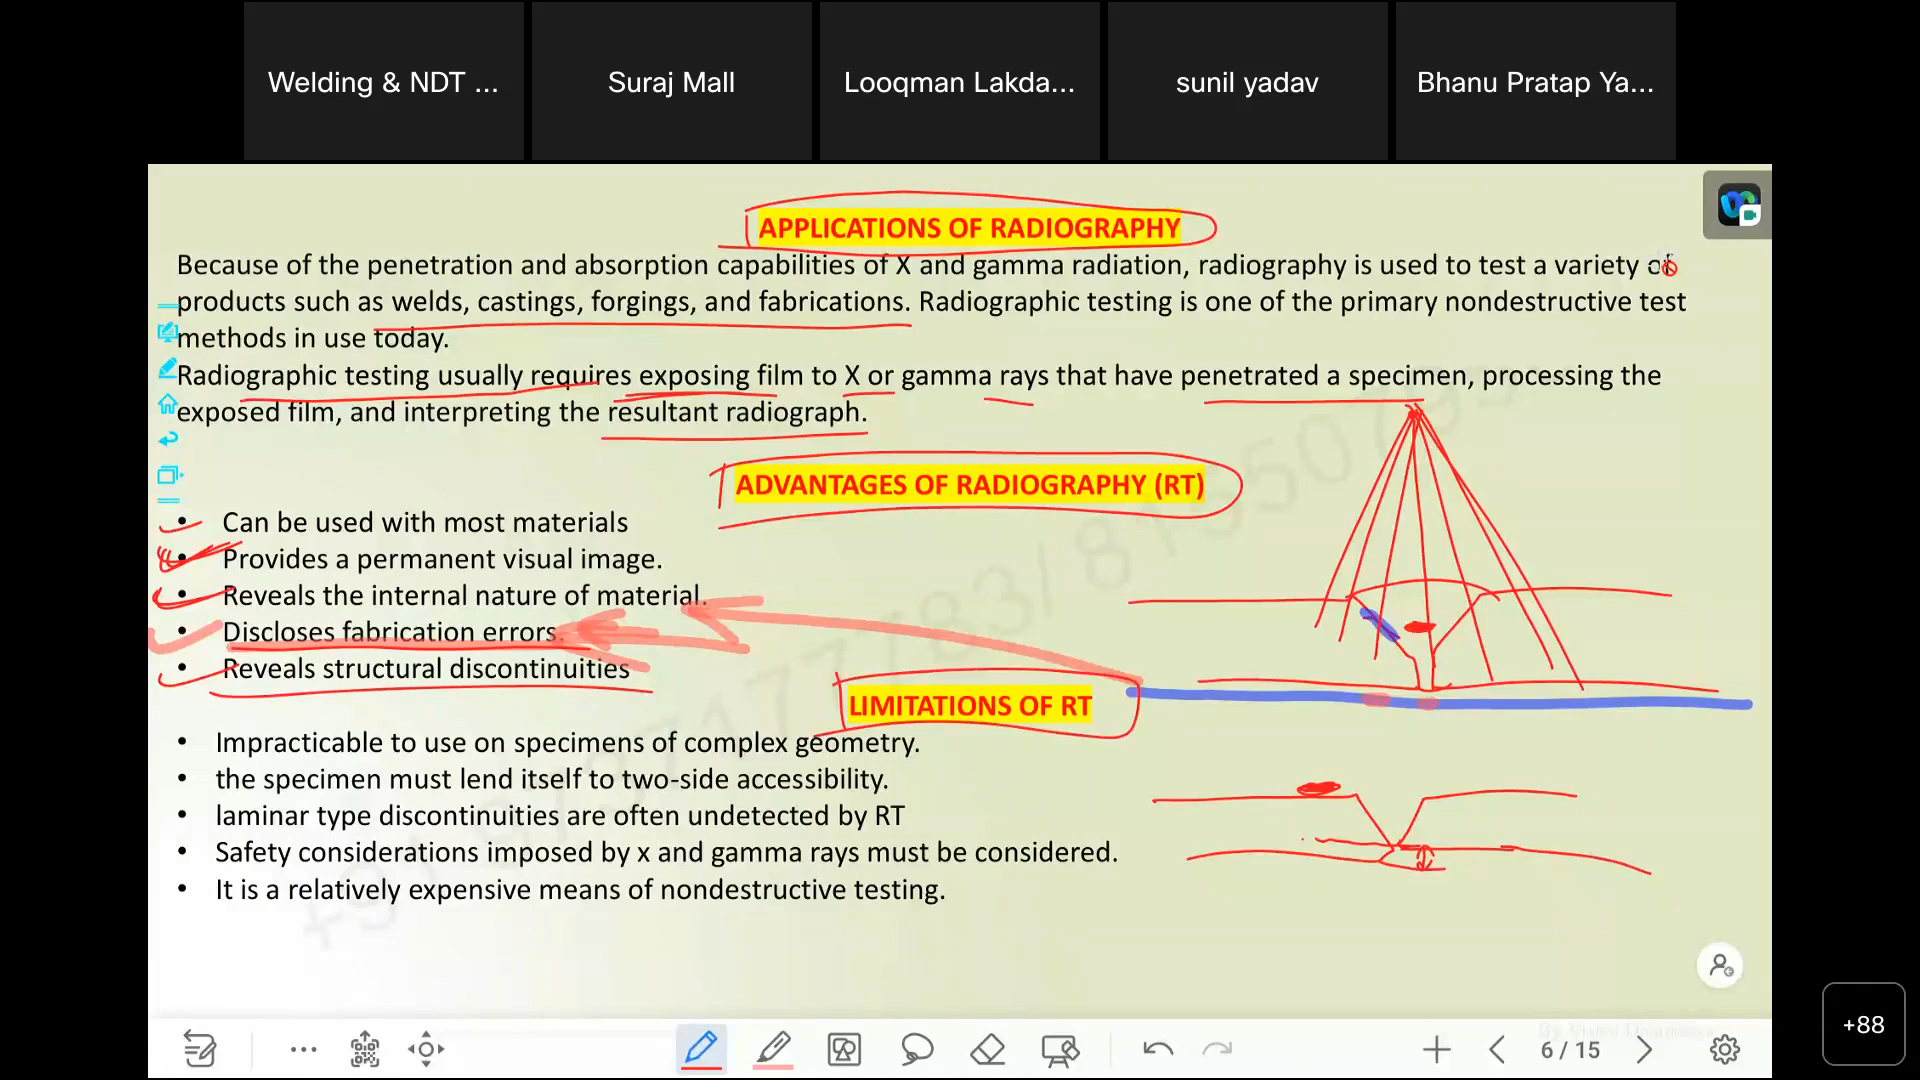 Welding & NDT ...
Suraj Mall
Looqman Lakda...
sunil yadav
Bhanu Pratap Ya...
APPLICATIONS OF RADIOGRAPHY
Because of the penetration and absorption capabilities of X and gamma radiation, radiography is used to test a variety of
products such as welds, castings, forgings, and fabrications. Radiographic testing is one of the primary nondestructive test
methods in use today.
Radiographic testing usually requires exposing film to X or gamma rays that have penetrated a specimen, processing the
exposed film, and interpreting the resultant radiograph.
ADVANTAGES OF RADIOGRAPHY (RT)
• Can be used with most materials
• Provides a permanent visual image.
• Reveals the internal nature of material.
• Discloses fabrication errors.
• Reveals structural discontinuities
LIMITATIONS OF RT
• Impracticable to use on specimens of complex geometry.
• the specimen must lend itself to two-side accessibility.
• laminar type discontinuities are often undetected by RT
• Safety considerations imposed by x and gamma rays must be considered.
• It is a relatively expensive means of nondestructive testing.
6 / 15
+88